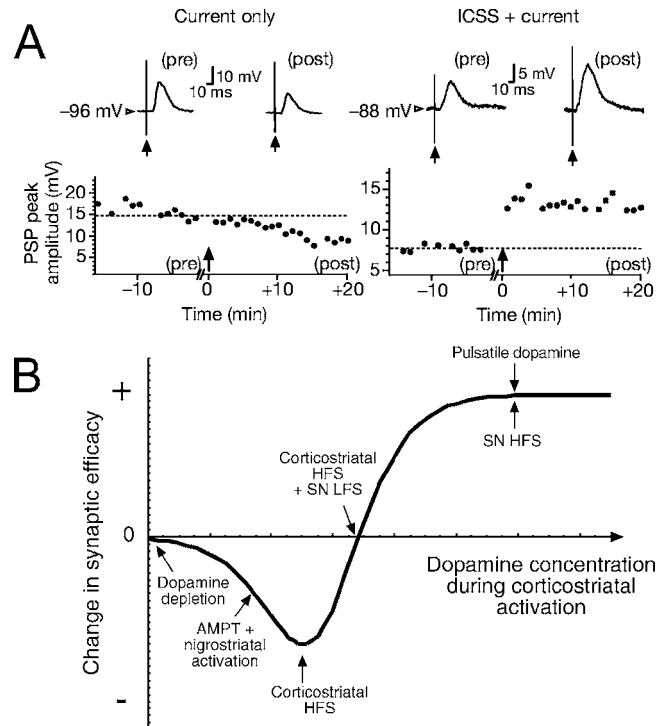 A
Current only
ICSS + current
(pre)
10 mV
10 ms
(post)
–96 mV
(pre)
5 mV
10 ms
(post)
–88 mV
PSP peak
amplitude (mV)
20
15
10
5
(pre)
(post)
–10
0
+10
+20
Time (min)
15
10
5
(pre)
(post)
–10
0
+10
+20
Time (min)
B
Change in synaptic efficacy
+
0
-
Pulsatile dopamine
SN HFS
Corticostriatal
HFS
+ SN LFS
Dopamine
depletion
AMPT +
nigrostriatal
activation
Corticostriatal
HFS
Dopamine concentration
during corticostriatal
activation